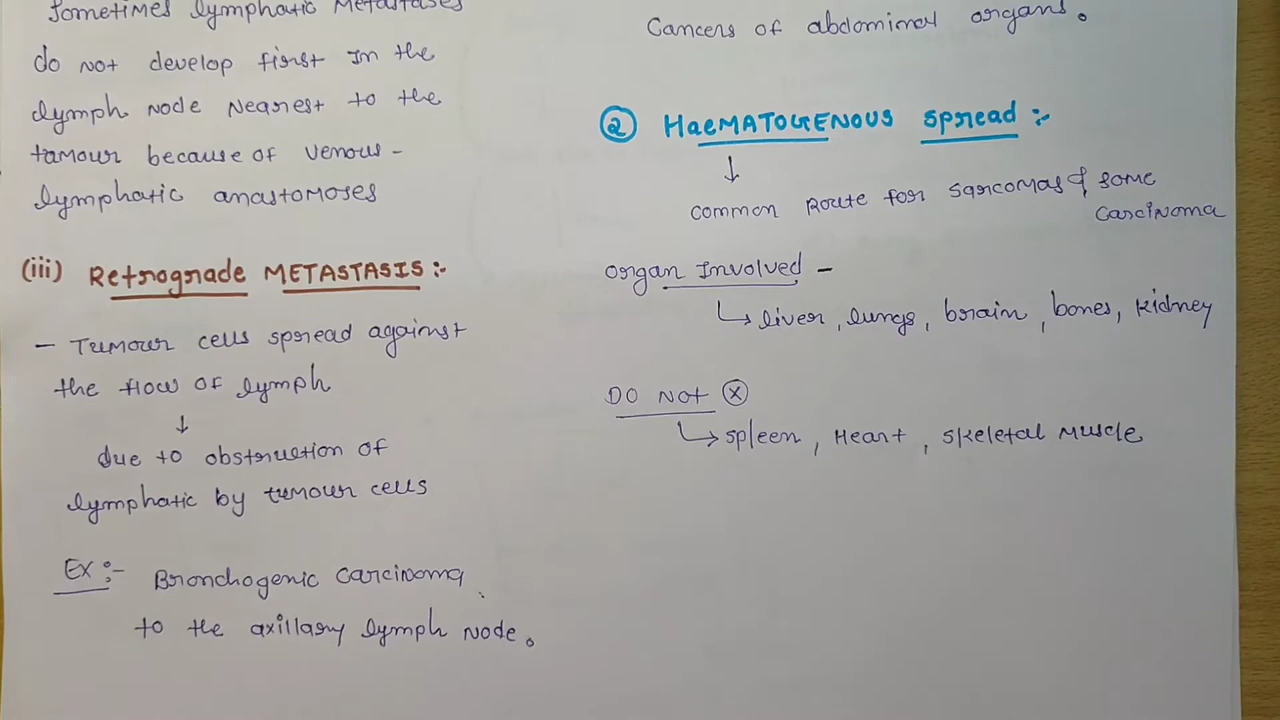 Sometimes lymphatic Metastases
do not develop first in the
lymph node nearest to the
tamour because of venous -
lymphatic anastomoses
(iii) Retrograde METASTASIS :-
- Tumour cells spread against
the flow of lymph
↓
due to obstruction of
lymphatic by tumour cells
Ex :- Bronchogenic Carcinoma
to the axillary lymph node.
Cancers of abdominal organs.
② HaeMATOGENOUS spread :-
↓
common Route for sarcomas & some
carcinoma
organ Involved -
↳ liver, lungs, brain, bones, kidney
DO NOT ⓧ
↳ spleen, Heart, skeletal Muscle